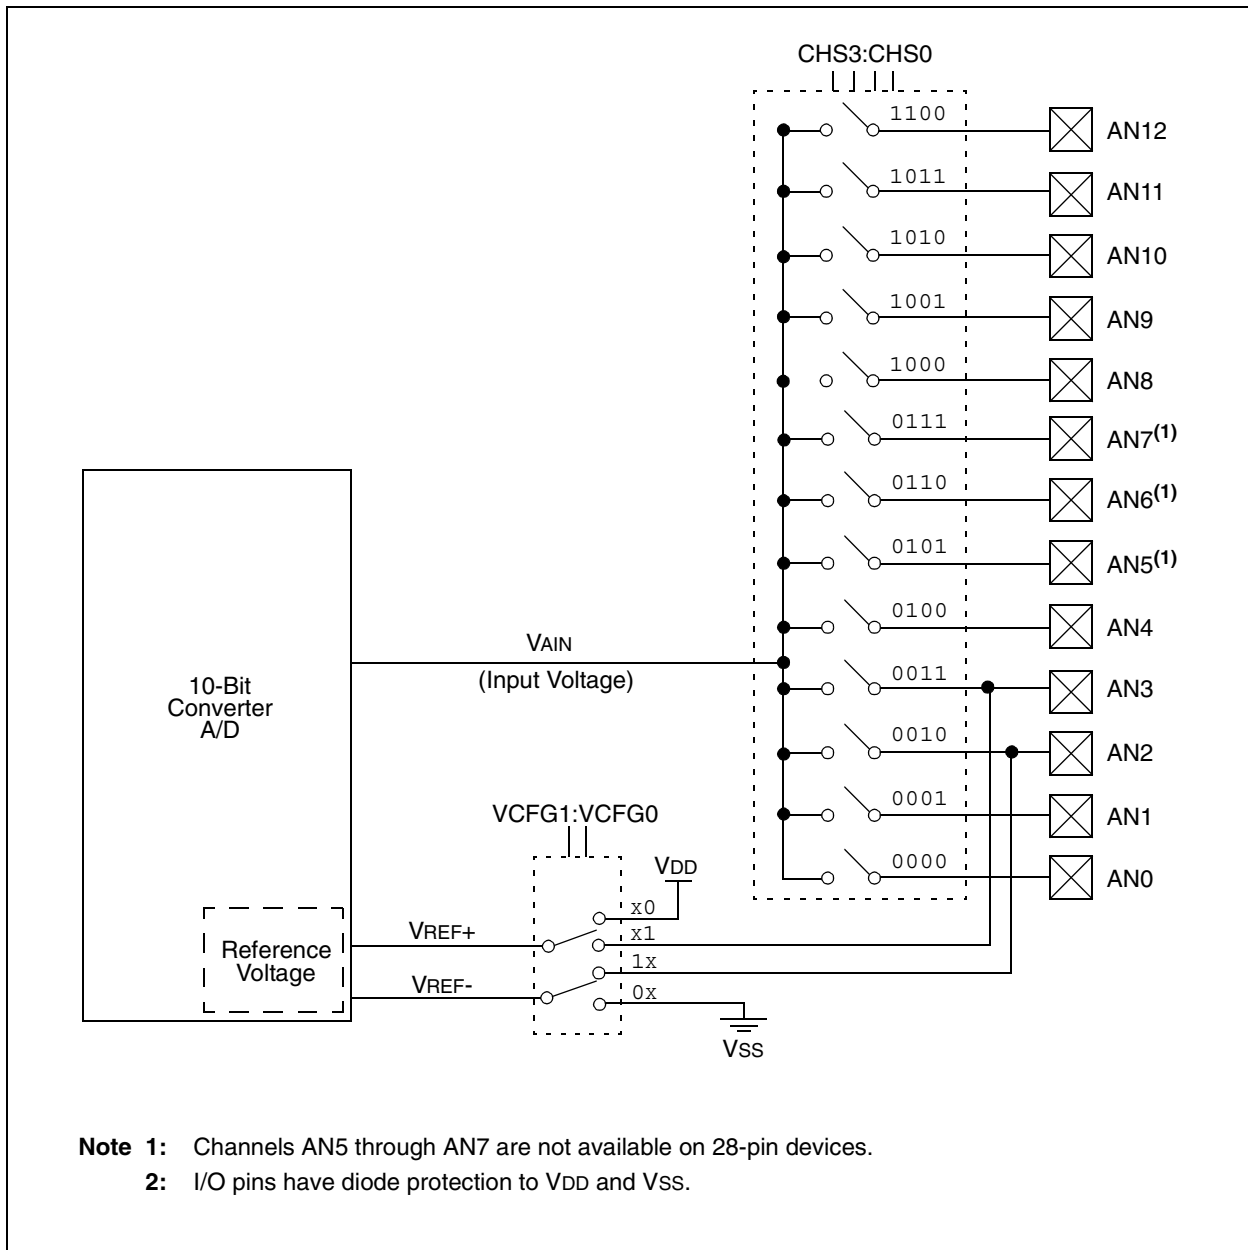 CHS3:CHS0
1100 AN12
1011 AN11
1010 AN10
1001 AN9
1000 AN8
0111 AN7(1)
0110 AN6(1)
0101 AN5(1)
0100 AN4
VAIN
(Input Voltage)
0011 AN3
10-Bit
Converter
A/D
0010 AN2
0001 AN1
VCFG1:VCFG0
0000 AN0
VDD
x0
VREF+
x1
Reference
Voltage
1x
VREF-
0x
VSS
Note 1: Channels AN5 through AN7 are not available on 28-pin devices.
2: I/O pins have diode protection to VDD and VSS.